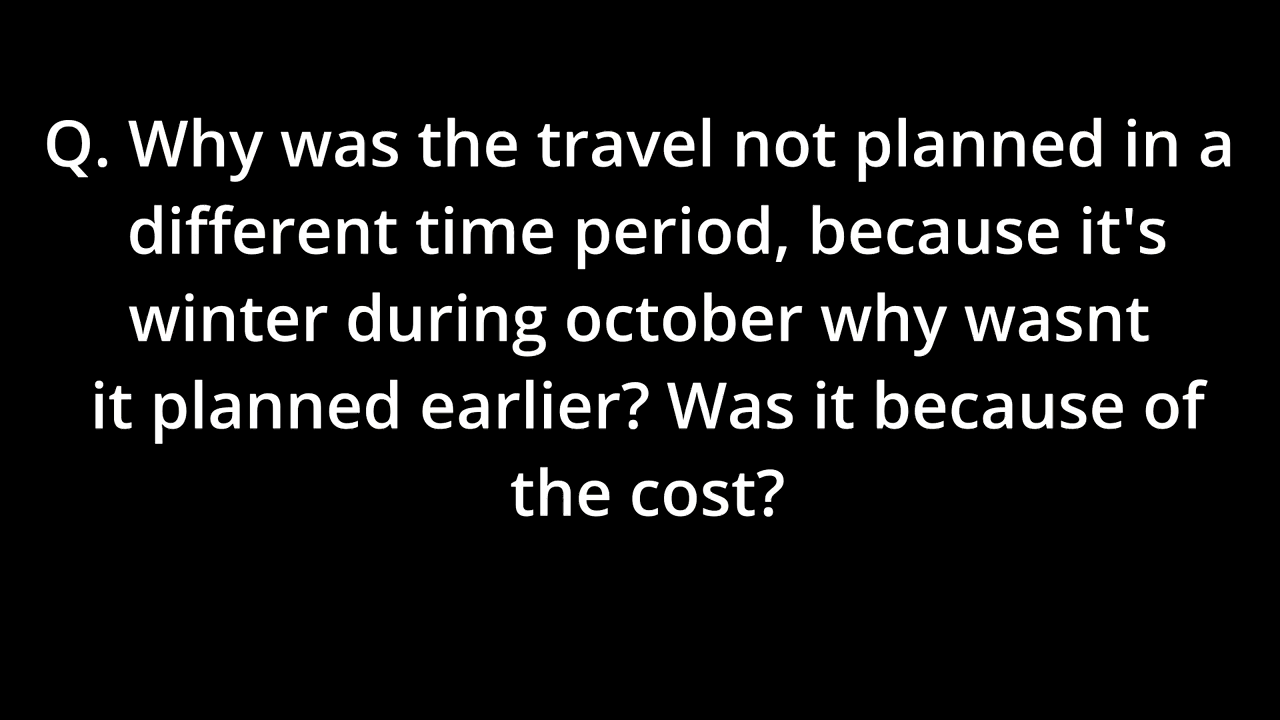 Q. Why was the travel not planned in a
different time period, because it's
winter during october why wasnt
it planned earlier? Was it because of
the cost?